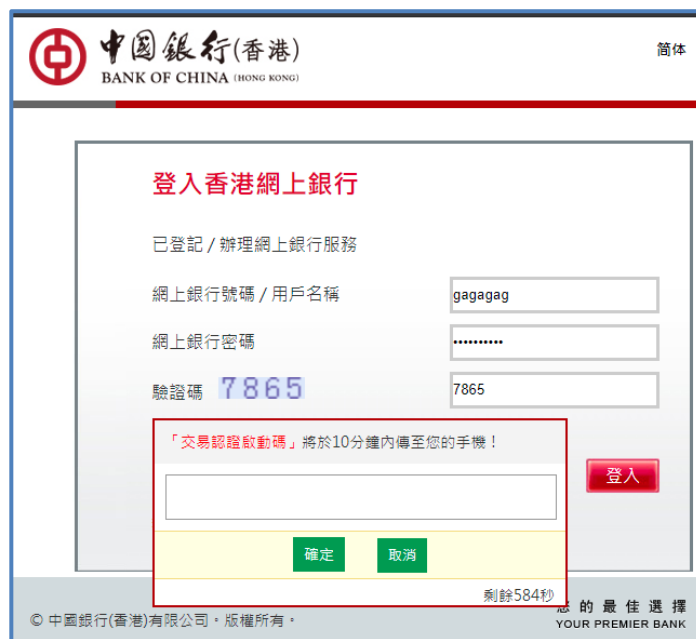 中國銀行(香港)
BANK OF CHINA (HONG KONG)
简体
登入香港網上銀行
已登記 / 辦理網上銀行服務
網上銀行號碼 / 用戶名稱 gagagag
網上銀行密碼 ••••••••••
驗證碼 7865 7865
「交易認證啟動碼」將於10分鐘內傳至您的手機！
登入
確定 取消
剩餘584秒
您的最佳選擇
© 中國銀行(香港)有限公司。版權所有。
YOUR PREMIER BANK